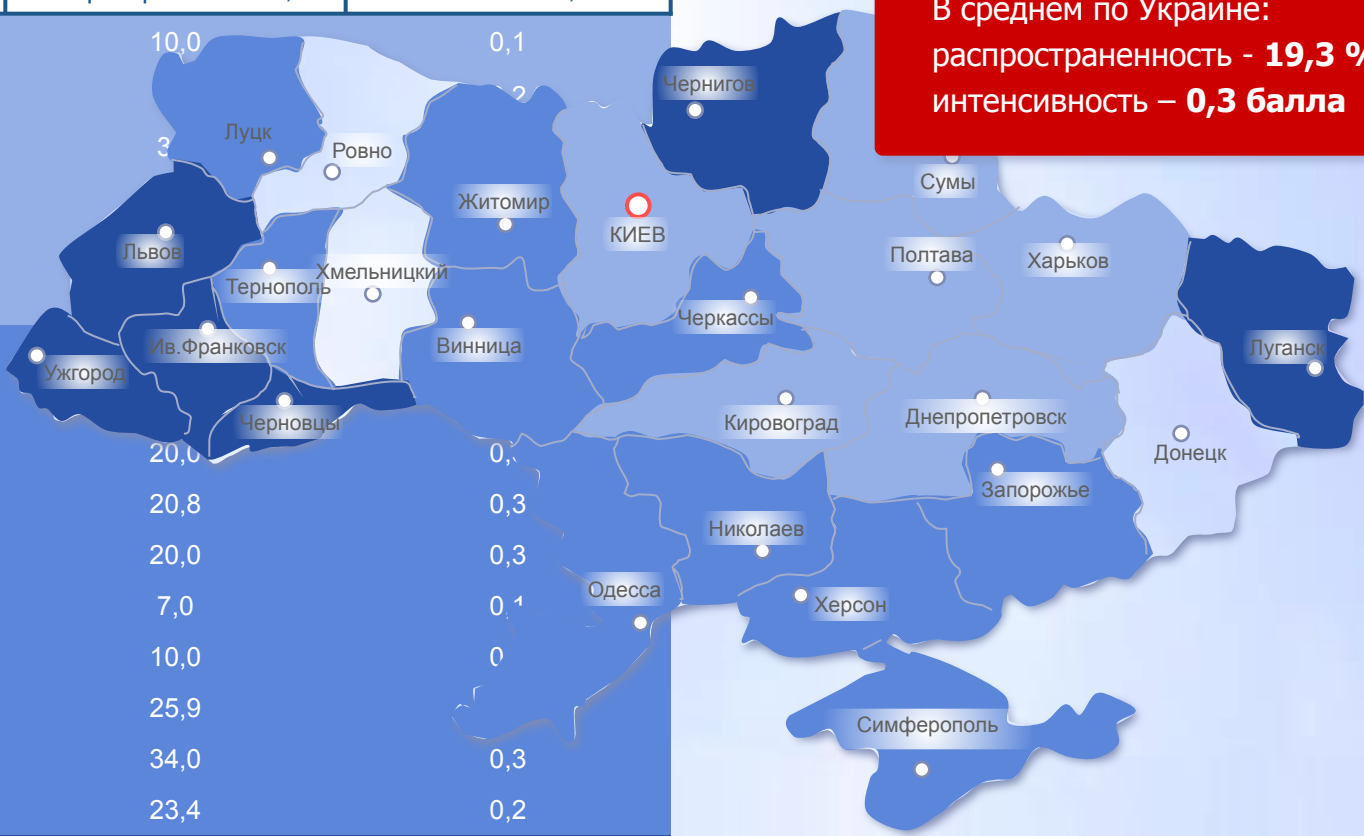 В среднем по Украине:
распространенность - 19,3 %
интенсивность – 0,3 балла
10,0 0,1
Чернигов
Луцк
Ровно
Сумы
Житомир
КИЕВ
Львов
Полтава
Харьков
Хмельницкий
Тернополь
Черкассы
Ив.Франковск
Винница
Луганск
Ужгород
Черновцы
Кировоград
Днепропетровск
Донецк
20,0
Запорожье
20,8 0,3
Николаев
20,0 0,3
Одесса
7,0 0,1
Херсон
10,0
25,9
Симферополь
34,0 0,3
23,4 0,2